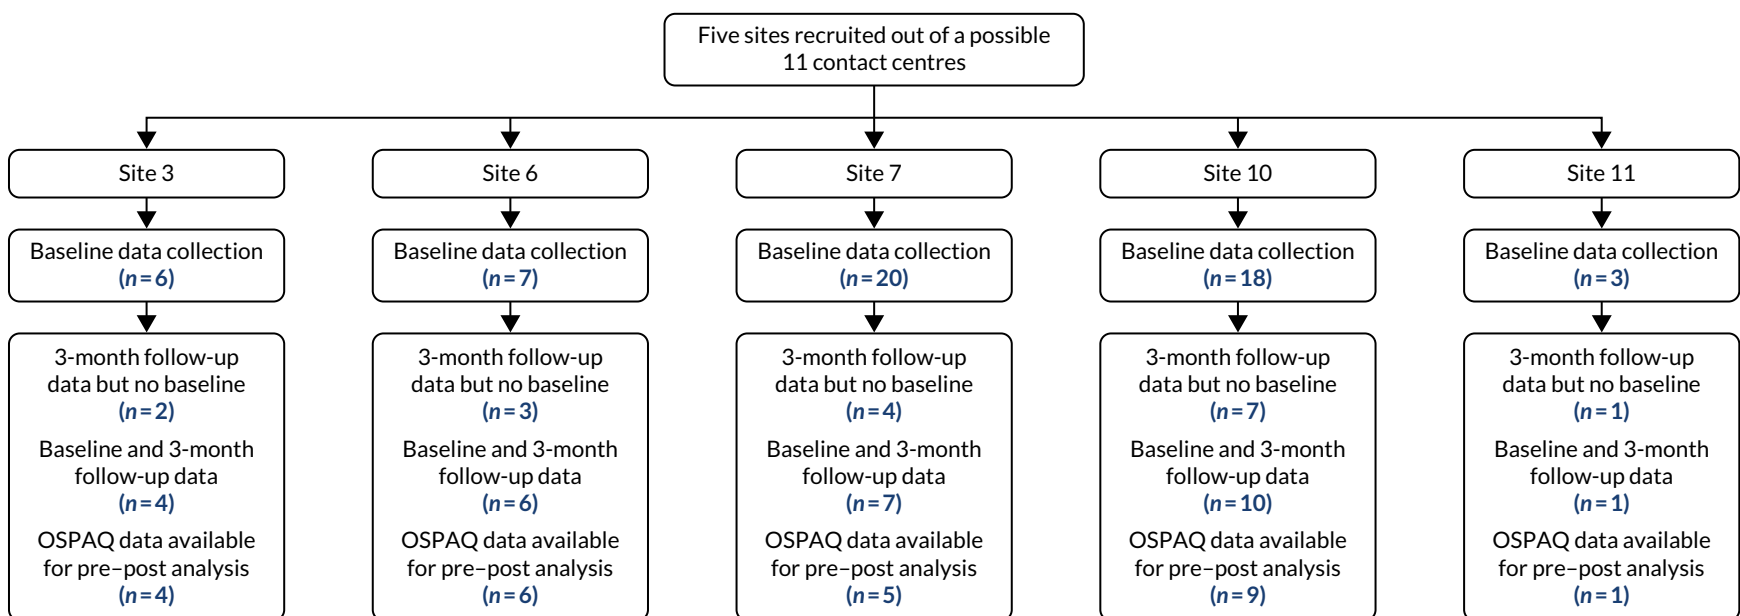 Five sites recruited out of a possible
11 contact centres
Site 3
Site 6
Site 7
Site 10
Site 11
Baseline data collection
(n=6)
Baseline data collection
(n=7)
Baseline data collection
(n=20)
Baseline data collection
(n=18)
Baseline data collection
(n=3)
3-month follow-up
data but no baseline
(n=2)
Baseline and 3-month
follow-up data
(n=4)
OSPAQ data available
for pre–post analysis
(n=4)
3-month follow-up
data but no baseline
(n=3)
Baseline and 3-month
follow-up data
(n=6)
OSPAQ data available
for pre–post analysis
(n=6)
3-month follow-up
data but no baseline
(n=4)
Baseline and 3-month
follow-up data
(n=7)
OSPAQ data available
for pre–post analysis
(n=5)
3-month follow-up
data but no baseline
(n=7)
Baseline and 3-month
follow-up data
(n=10)
OSPAQ data available
for pre–post analysis
(n=9)
3-month follow-up
data but no baseline
(n=1)
Baseline and 3-month
follow-up data
(n=1)
OSPAQ data available
for pre–post analysis
(n=1)